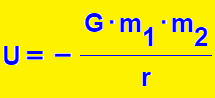 U = − G · m₁ · m₂ / r